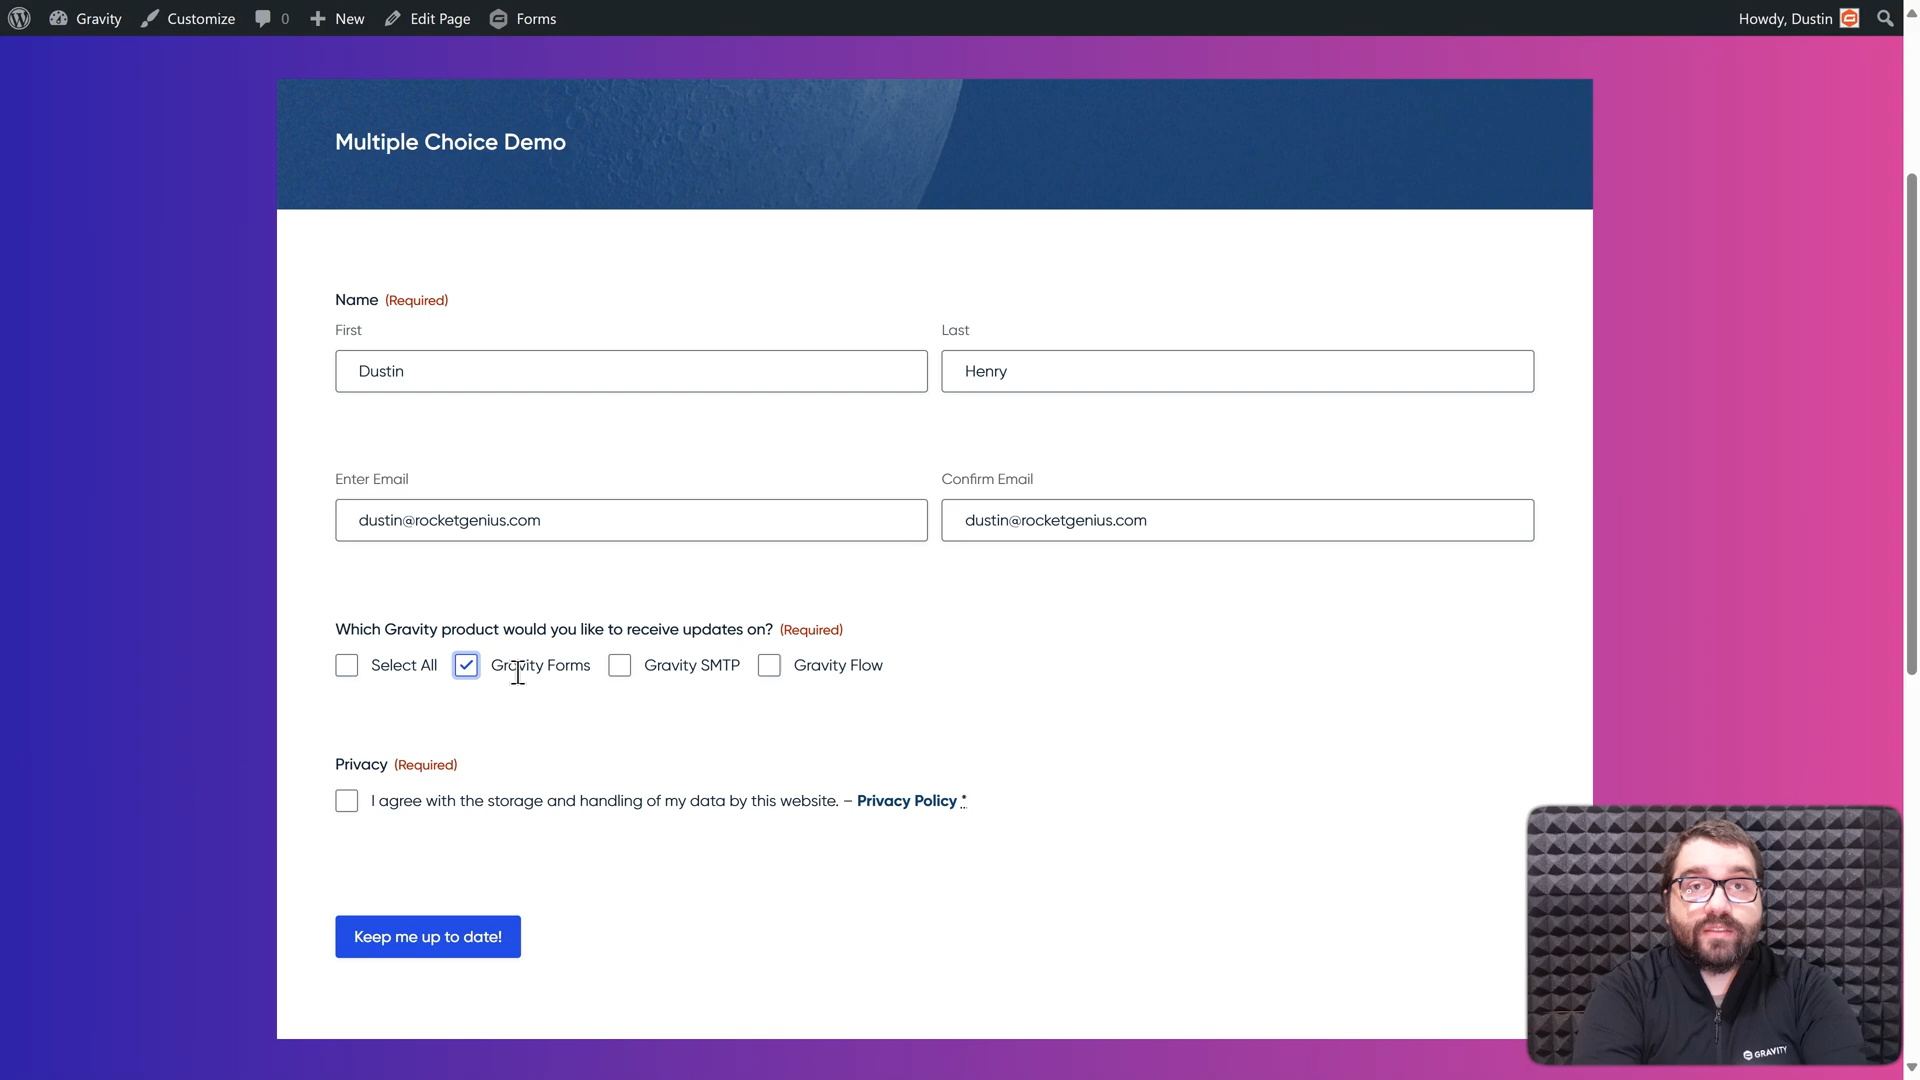 Gravity Customize 0 New Edit Page Forms Howdy, Dustin
Multiple Choice Demo
Name (Required)
First Last
Dustin Henry
Enter Email Confirm Email
dustin@rocketgenius.com dustin@rocketgenius.com
Which Gravity product would you like to receive updates on? (Required)
Select All Gravity Forms Gravity SMTP Gravity Flow
Privacy (Required)
I agree with the storage and handling of my data by this website. – Privacy Policy *
Keep me up to date!
GRAVITY